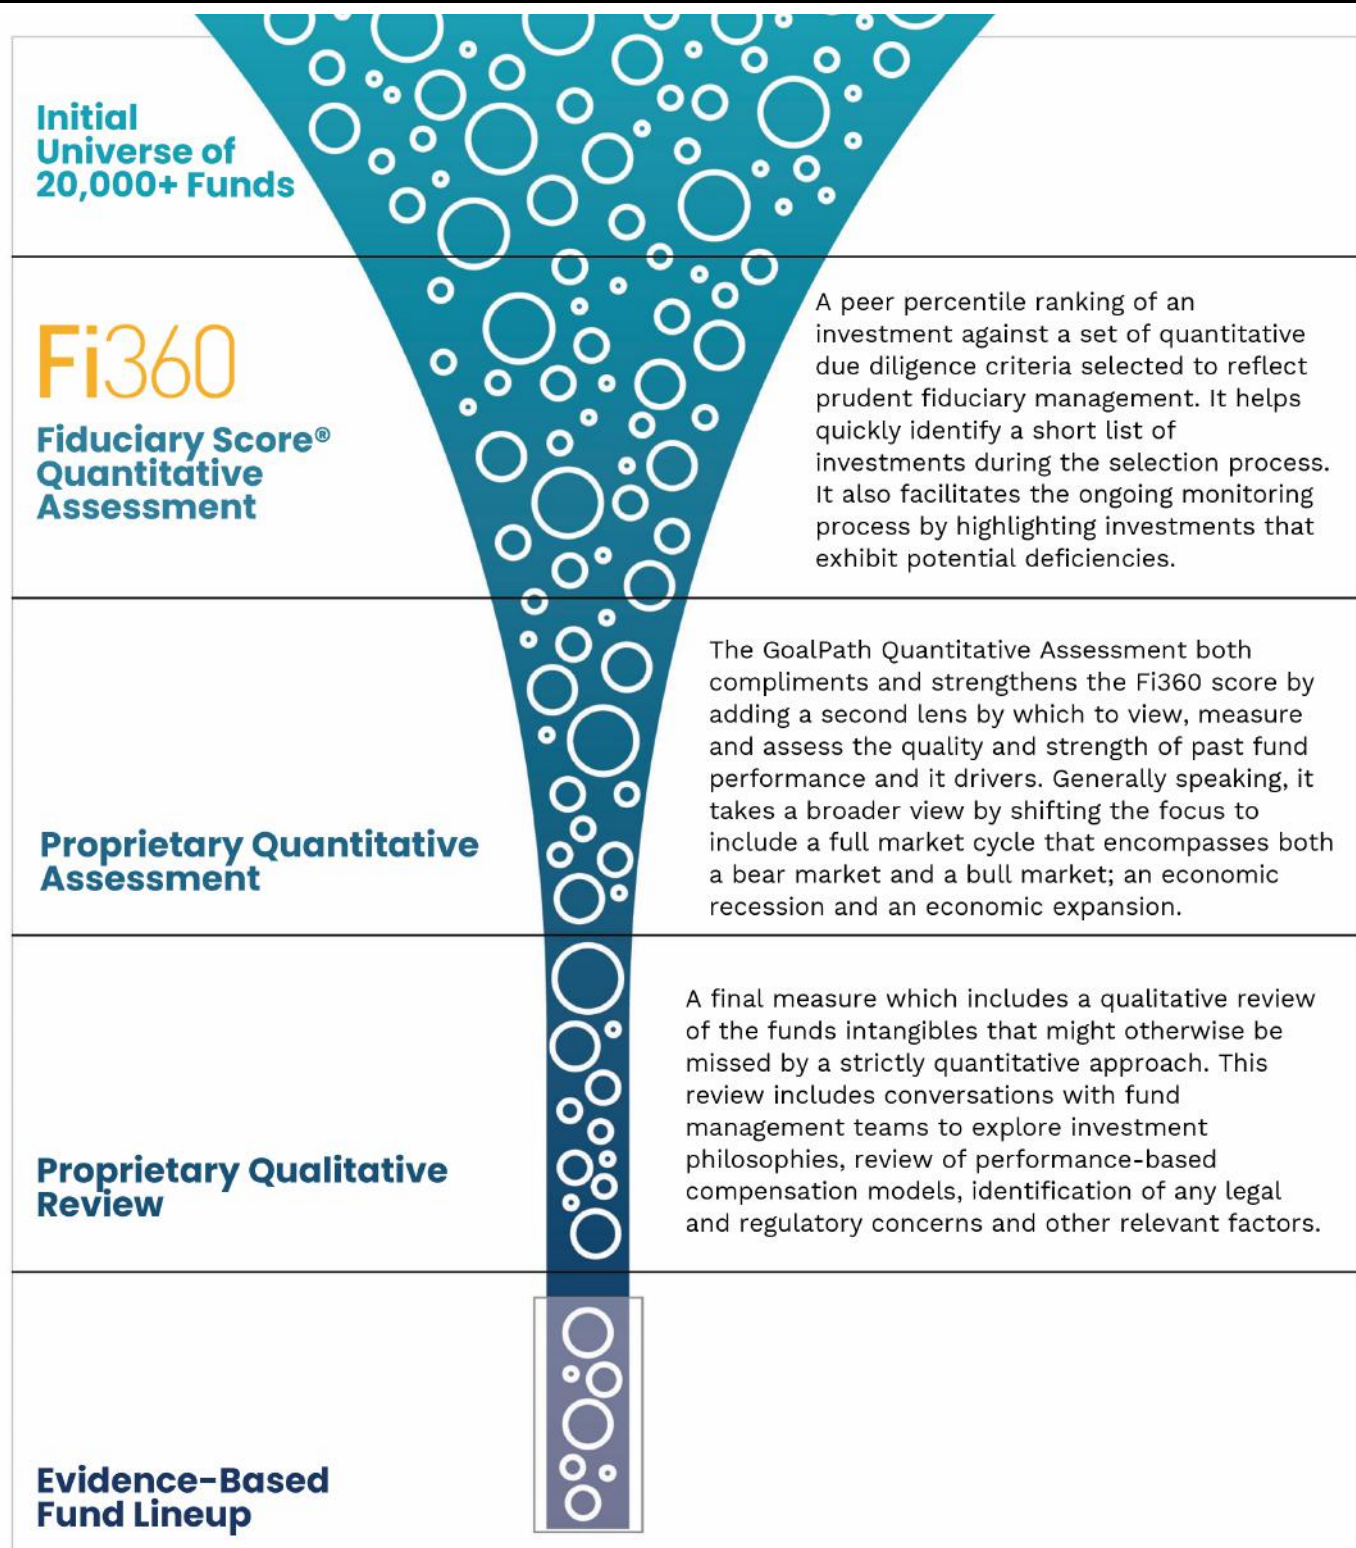 Initial
Universe of
20,000+ Funds
Fi360
Fiduciary Score®
Quantitative
Assessment
A peer percentile ranking of an
investment against a set of quantitative
due diligence criteria selected to reflect
prudent fiduciary management. It helps
quickly identify a short list of
investments during the selection process.
It also facilitates the ongoing monitoring
process by highlighting investments that
exhibit potential deficiencies.
Proprietary Quantitative
Assessment
The GoalPath Quantitative Assessment both
compliments and strengthens the Fi360 score by
adding a second lens by which to view, measure
and assess the quality and strength of past fund
performance and it drivers. Generally speaking, it
takes a broader view by shifting the focus to
include a full market cycle that encompasses both
a bear market and a bull market; an economic
recession and an economic expansion.
Proprietary Qualitative
Review
A final measure which includes a qualitative review
of the funds intangibles that might otherwise be
missed by a strictly quantitative approach. This
review includes conversations with fund
management teams to explore investment
philosophies, review of performance-based
compensation models, identification of any legal
and regulatory concerns and other relevant factors.
Evidence-Based
Fund Lineup